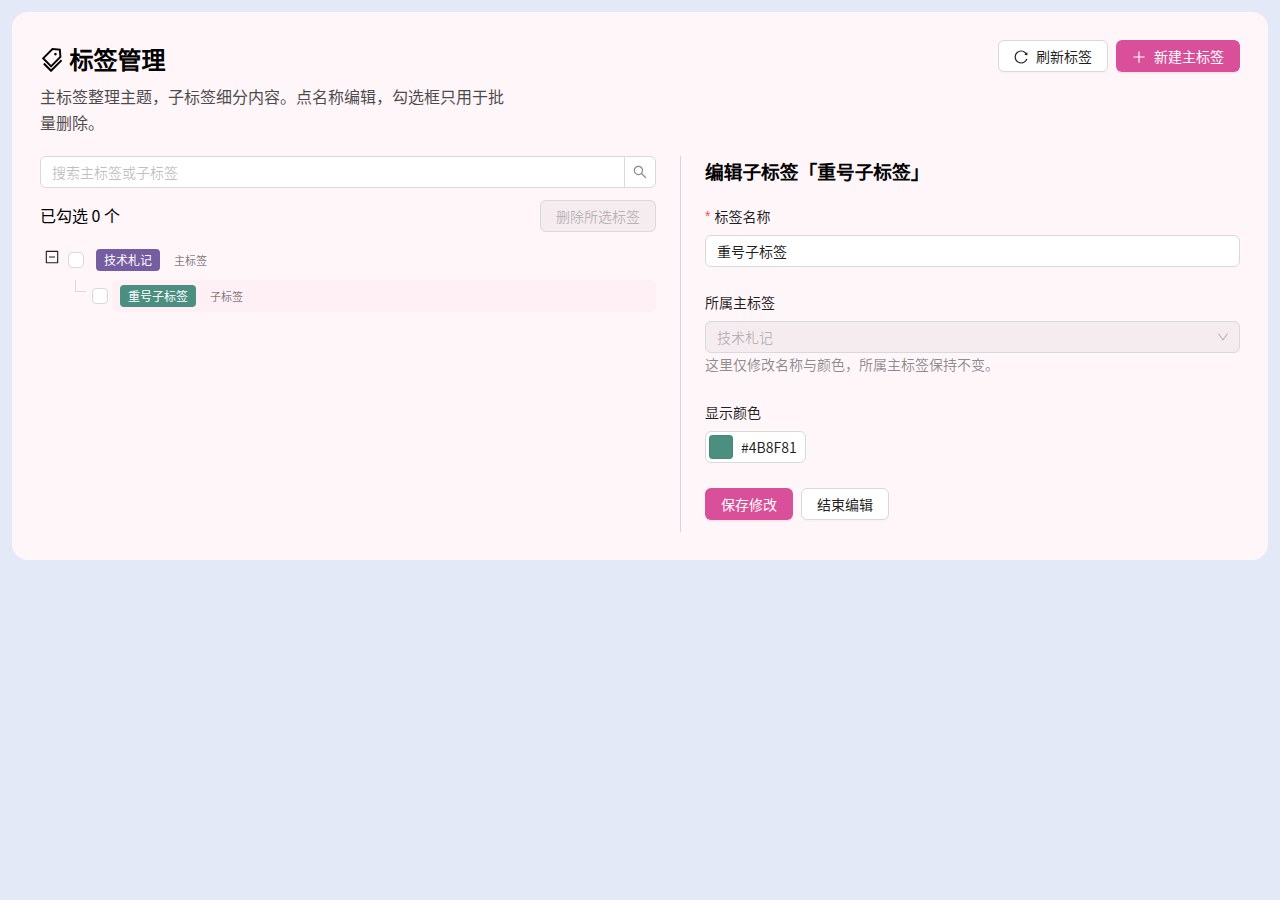 标签管理
刷新标签
新建主标签
主标签整理主题，子标签细分内容。点名称编辑，勾选框只用于批
量删除。
搜索主标签或子标签
已勾选 0 个
删除所选标签
技术札记 主标签
重号子标签 子标签
编辑子标签「重号子标签」
* 标签名称
重号子标签
所属主标签
技术札记
这里仅修改名称与颜色，所属主标签保持不变。
显示颜色
#4B8F81
保存修改
结束编辑